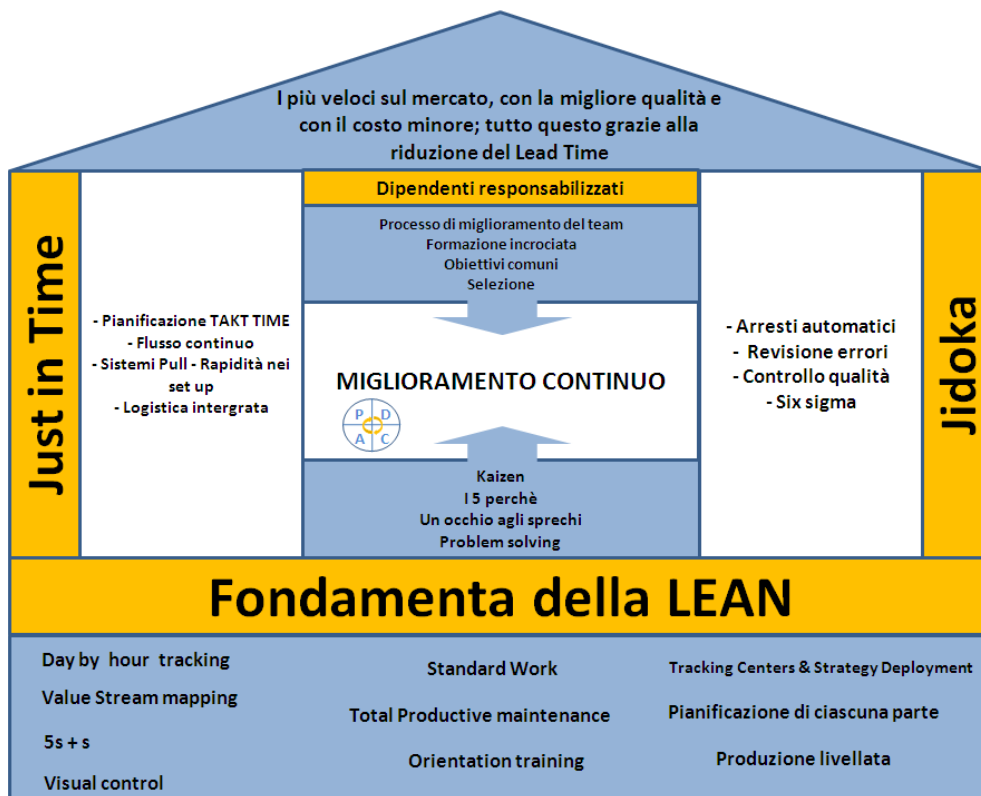 I più veloci sul mercato, con la migliore qualità e
con il costo minore; tutto questo grazie alla
riduzione del Lead Time
Just in Time
- Pianificazione TAKT TIME
- Flusso continuo
- Sistemi Pull - Rapidità nei
set up
- Logistica intergrata
Dipendenti responsabilizzati
Processo di miglioramento del team
Formazione incrociata
Obiettivi comuni
Selezione
MIGLIORAMENTO CONTINUO
P D
A C
Kaizen
I 5 perchè
Un occhio agli sprechi
Problem solving
- Arresti automatici
- Revisione errori
- Controllo qualità
- Six sigma
Jidoka
Fondamenta della LEAN
Day by hour tracking
Value Stream mapping
5s + s
Visual control
Standard Work
Total Productive maintenance
Orientation training
Tracking Centers & Strategy Deployment
Pianificazione di ciascuna parte
Produzione livellata